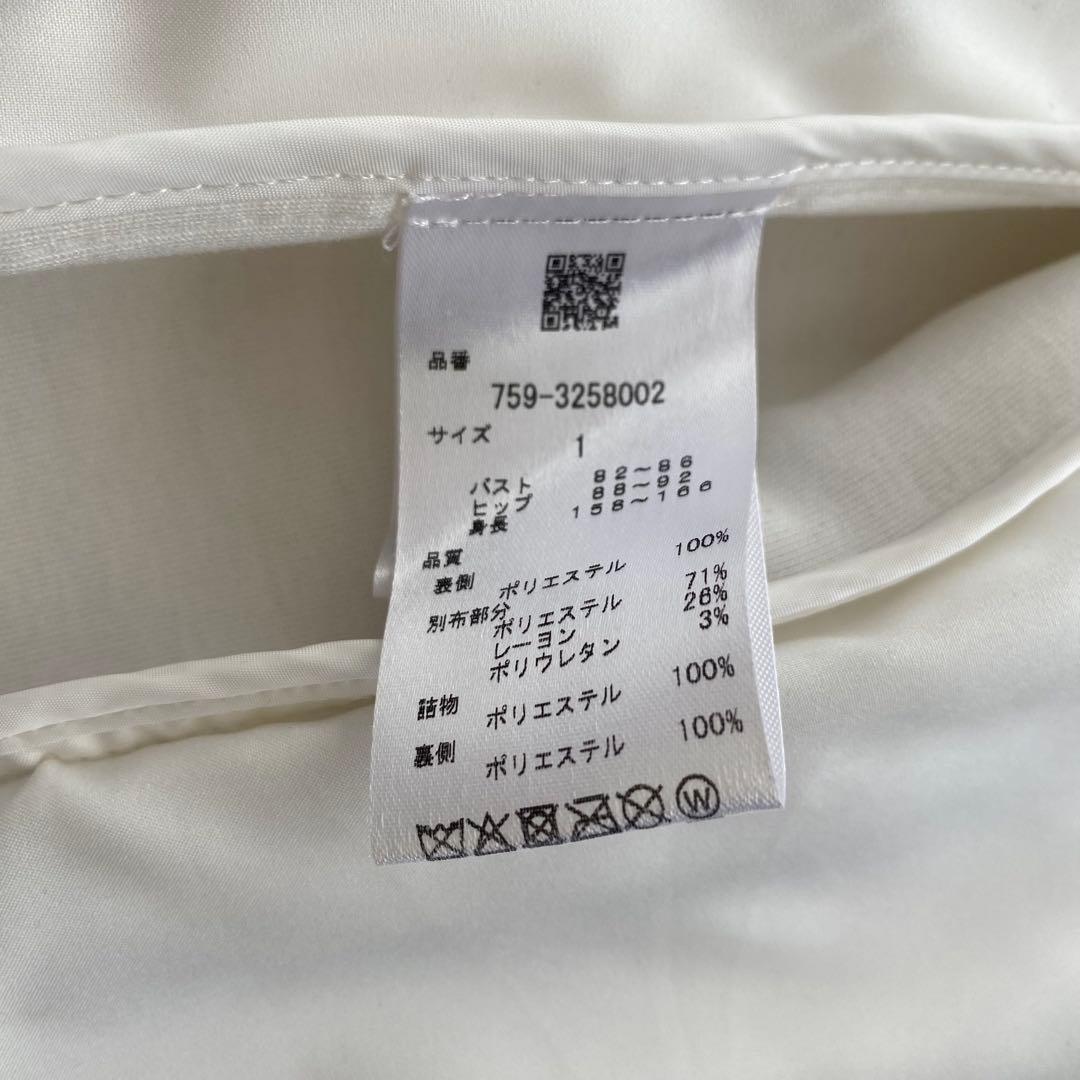 品番
759-3258002
サイズ 1
バスト 82〜86
ヒップ 88〜92
身長 158〜166
品質
表側 ポリエステル 100%
別布部分 ポリエステル 71%
レーヨン 26%
ポリウレタン 3%
詰物 ポリエステル 100%
裏側 ポリエステル 100%
W